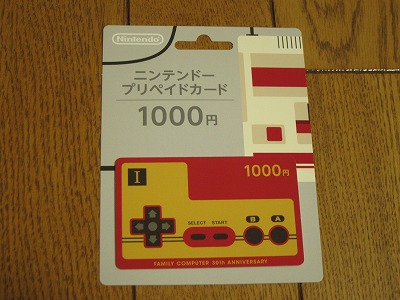 Nintendo
ニンテンドー
プリペイドカード
1000円
I
1000円
SELECT START
B A
FAMILY COMPUTER 30th ANNIVERSARY